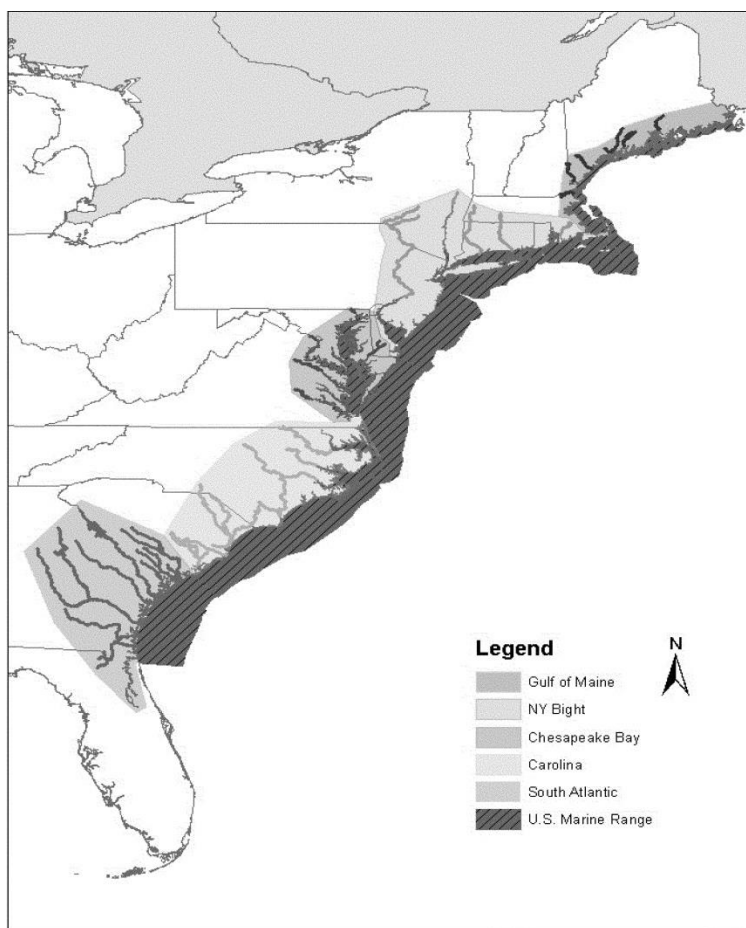 Legend
N
Gulf of Maine
NY Bight
Chesapeake Bay
Carolina
South Atlantic
U.S. Marine Range